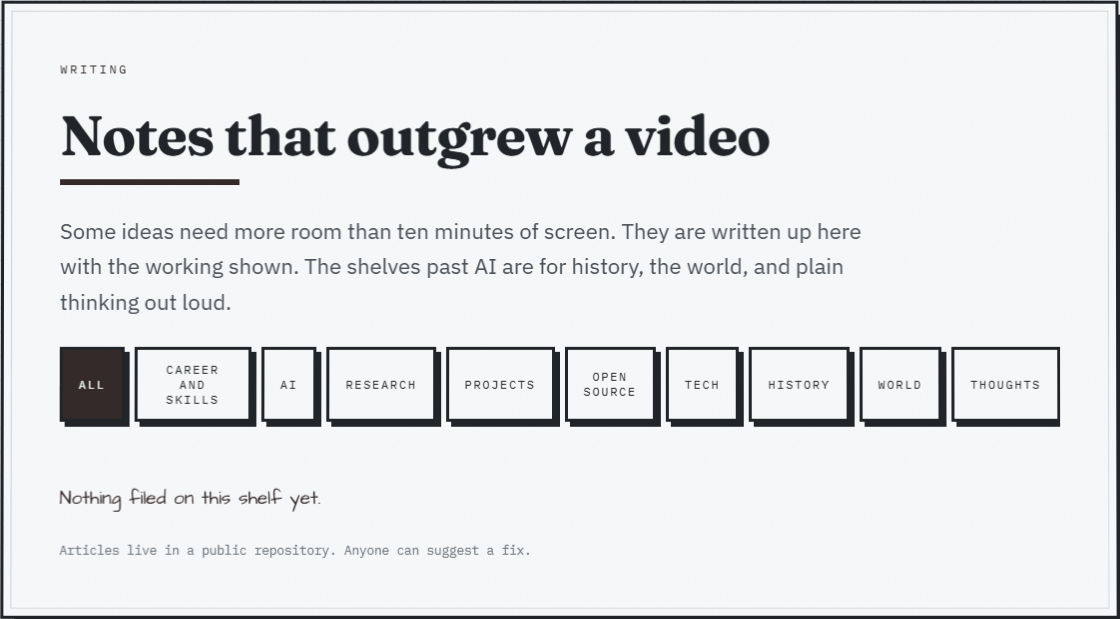 WRITING
Notes that outgrew a video
Some ideas need more room than ten minutes of screen. They are written up here
with the working shown. The shelves past AI are for history, the world, and plain
thinking out loud.
ALL
CAREER
AND
SKILLS
AI
RESEARCH
PROJECTS
OPEN
SOURCE
TECH
HISTORY
WORLD
THOUGHTS
Nothing filed on this shelf yet.
Articles live in a public repository. Anyone can suggest a fix.